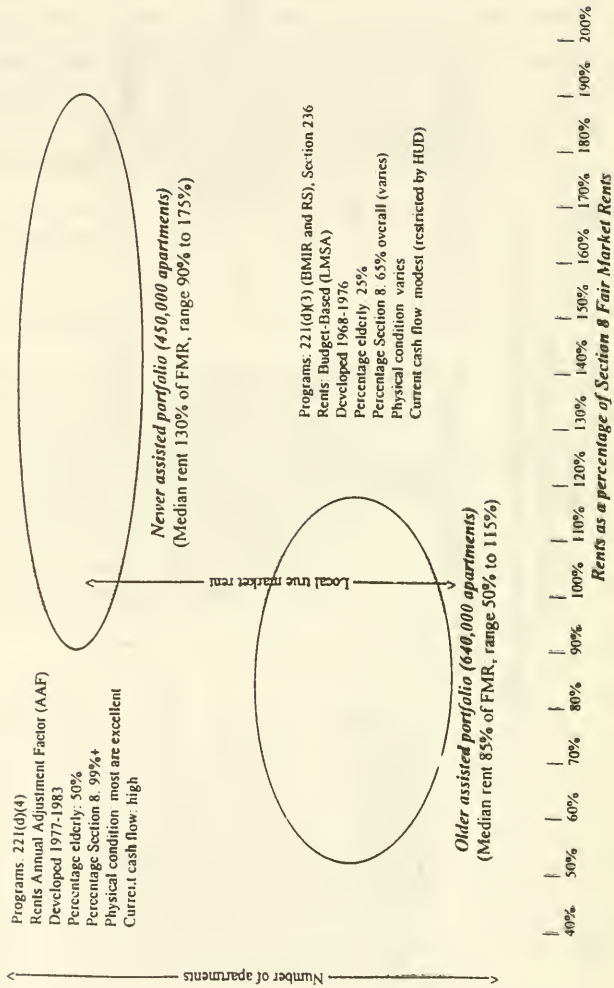 Programs: 221(d)(4)
Rents Annual Adjustment Factor (AAF)
Developed 1977-1983
Percentage elderly: 50%
Percentage Section 8. 99%+
Physical condition most are excellent
Current cash flow: high
Newer assisted portfolio (450,000 apartments)
(Median rent 130% of FMR, range 90% to 175%)
Number of apartments
Local true market rent
Programs: 221(d)(3) (BMIR and RS), Section 236
Rents: Budget-Based (LMSA)
Developed 1968-1976
Percentage elderly. 25%
Percentage Section 8. 65% overall (varies)
Physical condition varies
Current cash flow modest (restricted by HUD)
Older assisted portfolio (640,000 apartments)
(Median rent 85% of FMR, range 50% to 115%)
40% 50% 60% 70% 80% 90% 100% 110% 120% 130% 140% 150% 160% 170% 180% 190% 200%
Rents as a percentage of Section 8 Fair Market Rents